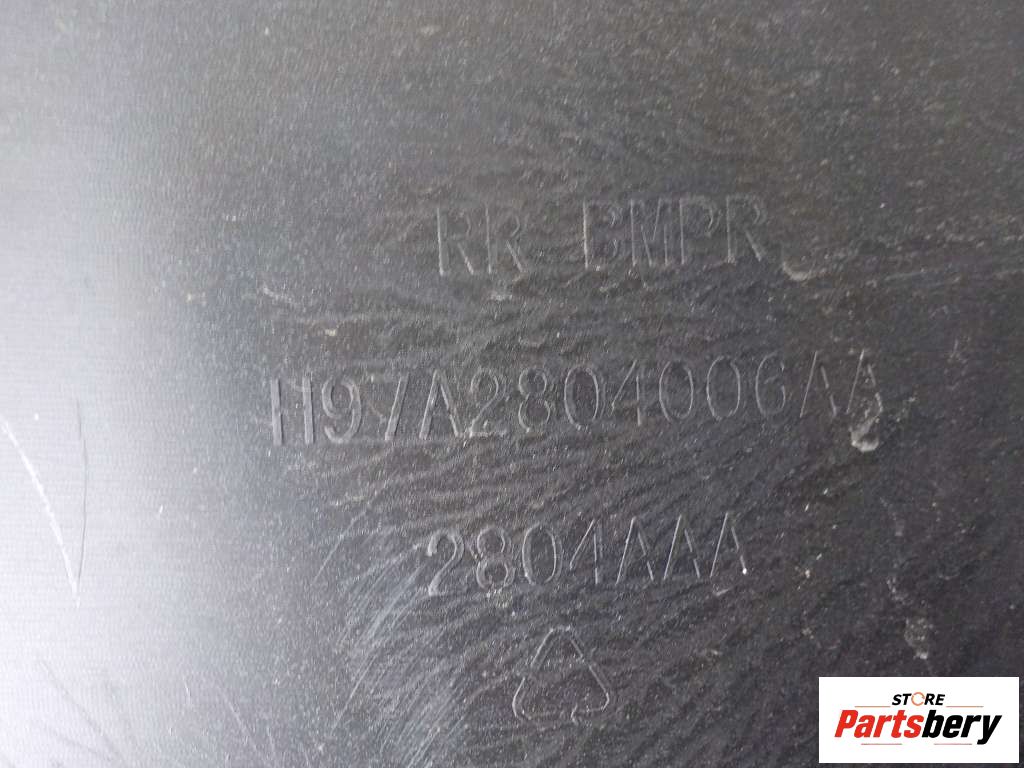 RR BMPR
H97A2804006AA
2804AAA
STORE
Partsbery